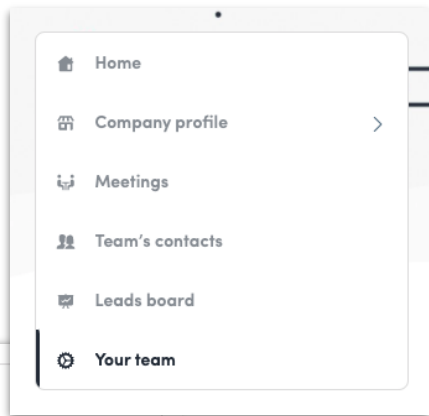 Home
Company profile
Meetings
Team's contacts
Leads board
Your team